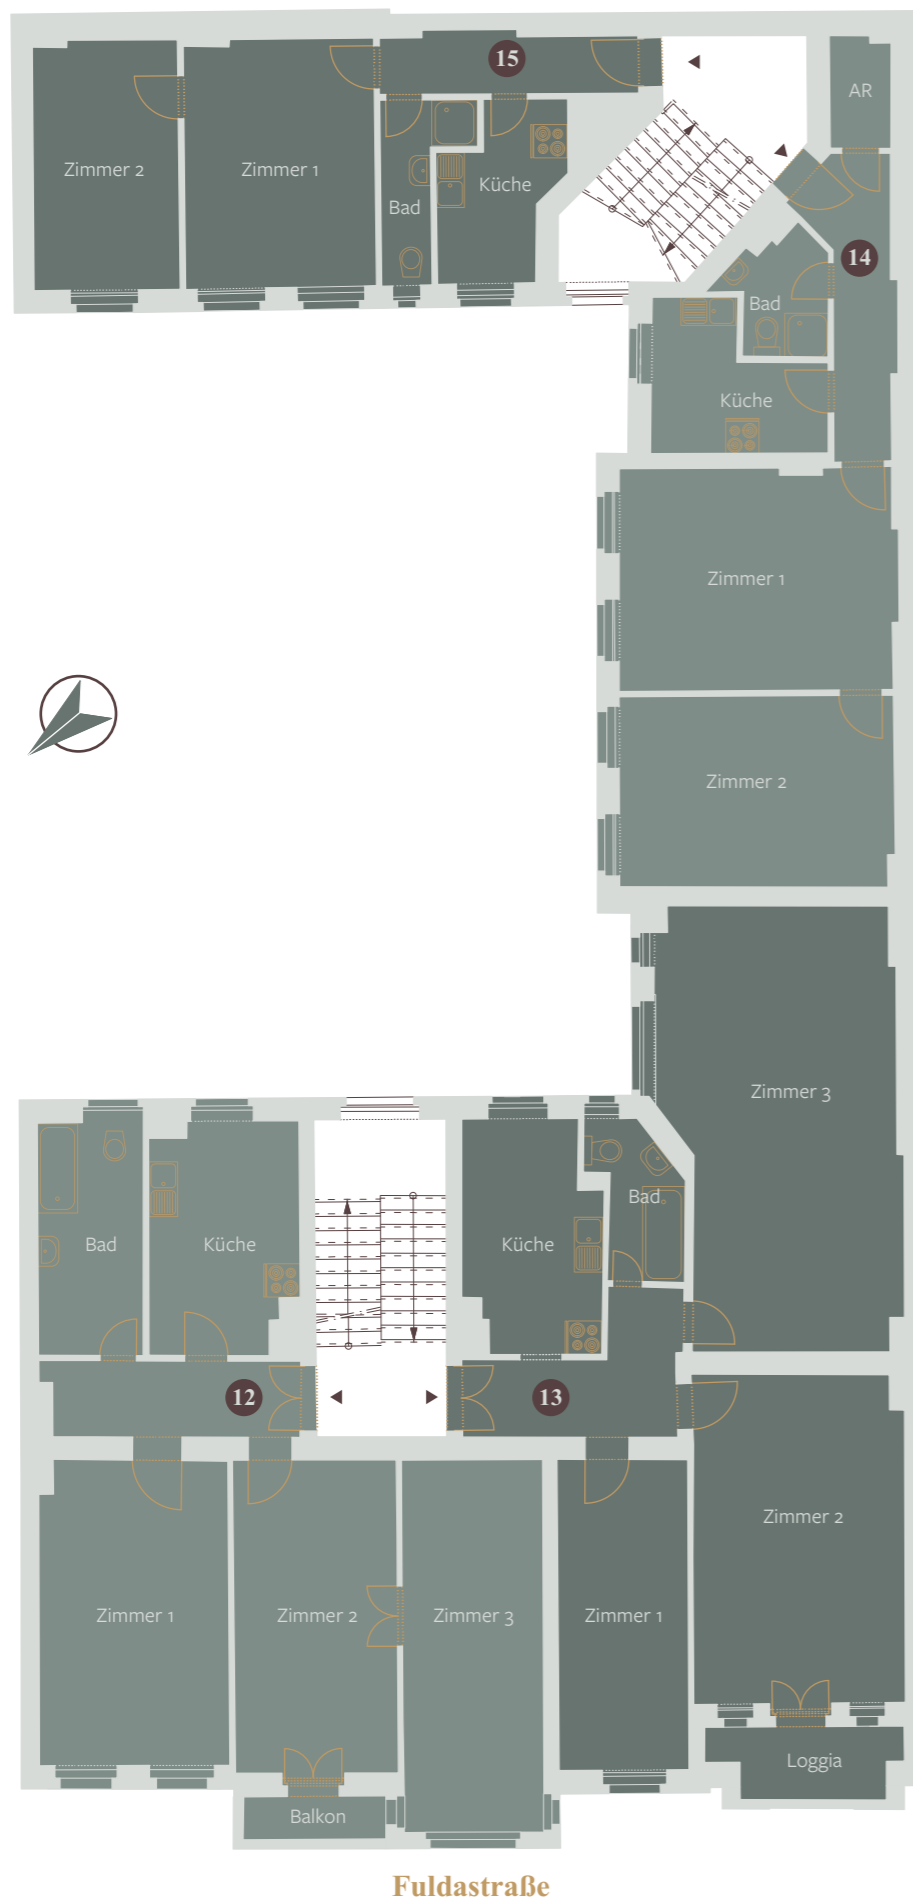 15
AR
Zimmer 2
Zimmer 1
Küche
Bad
14
Bad
Küche
Zimmer 1
Zimmer 2
Zimmer 3
Bad
Bad
Küche
Küche
12
13
Zimmer 2
Zimmer 1
Zimmer 2
Zimmer 3
Zimmer 1
Loggia
Balkon
Fuldastraße